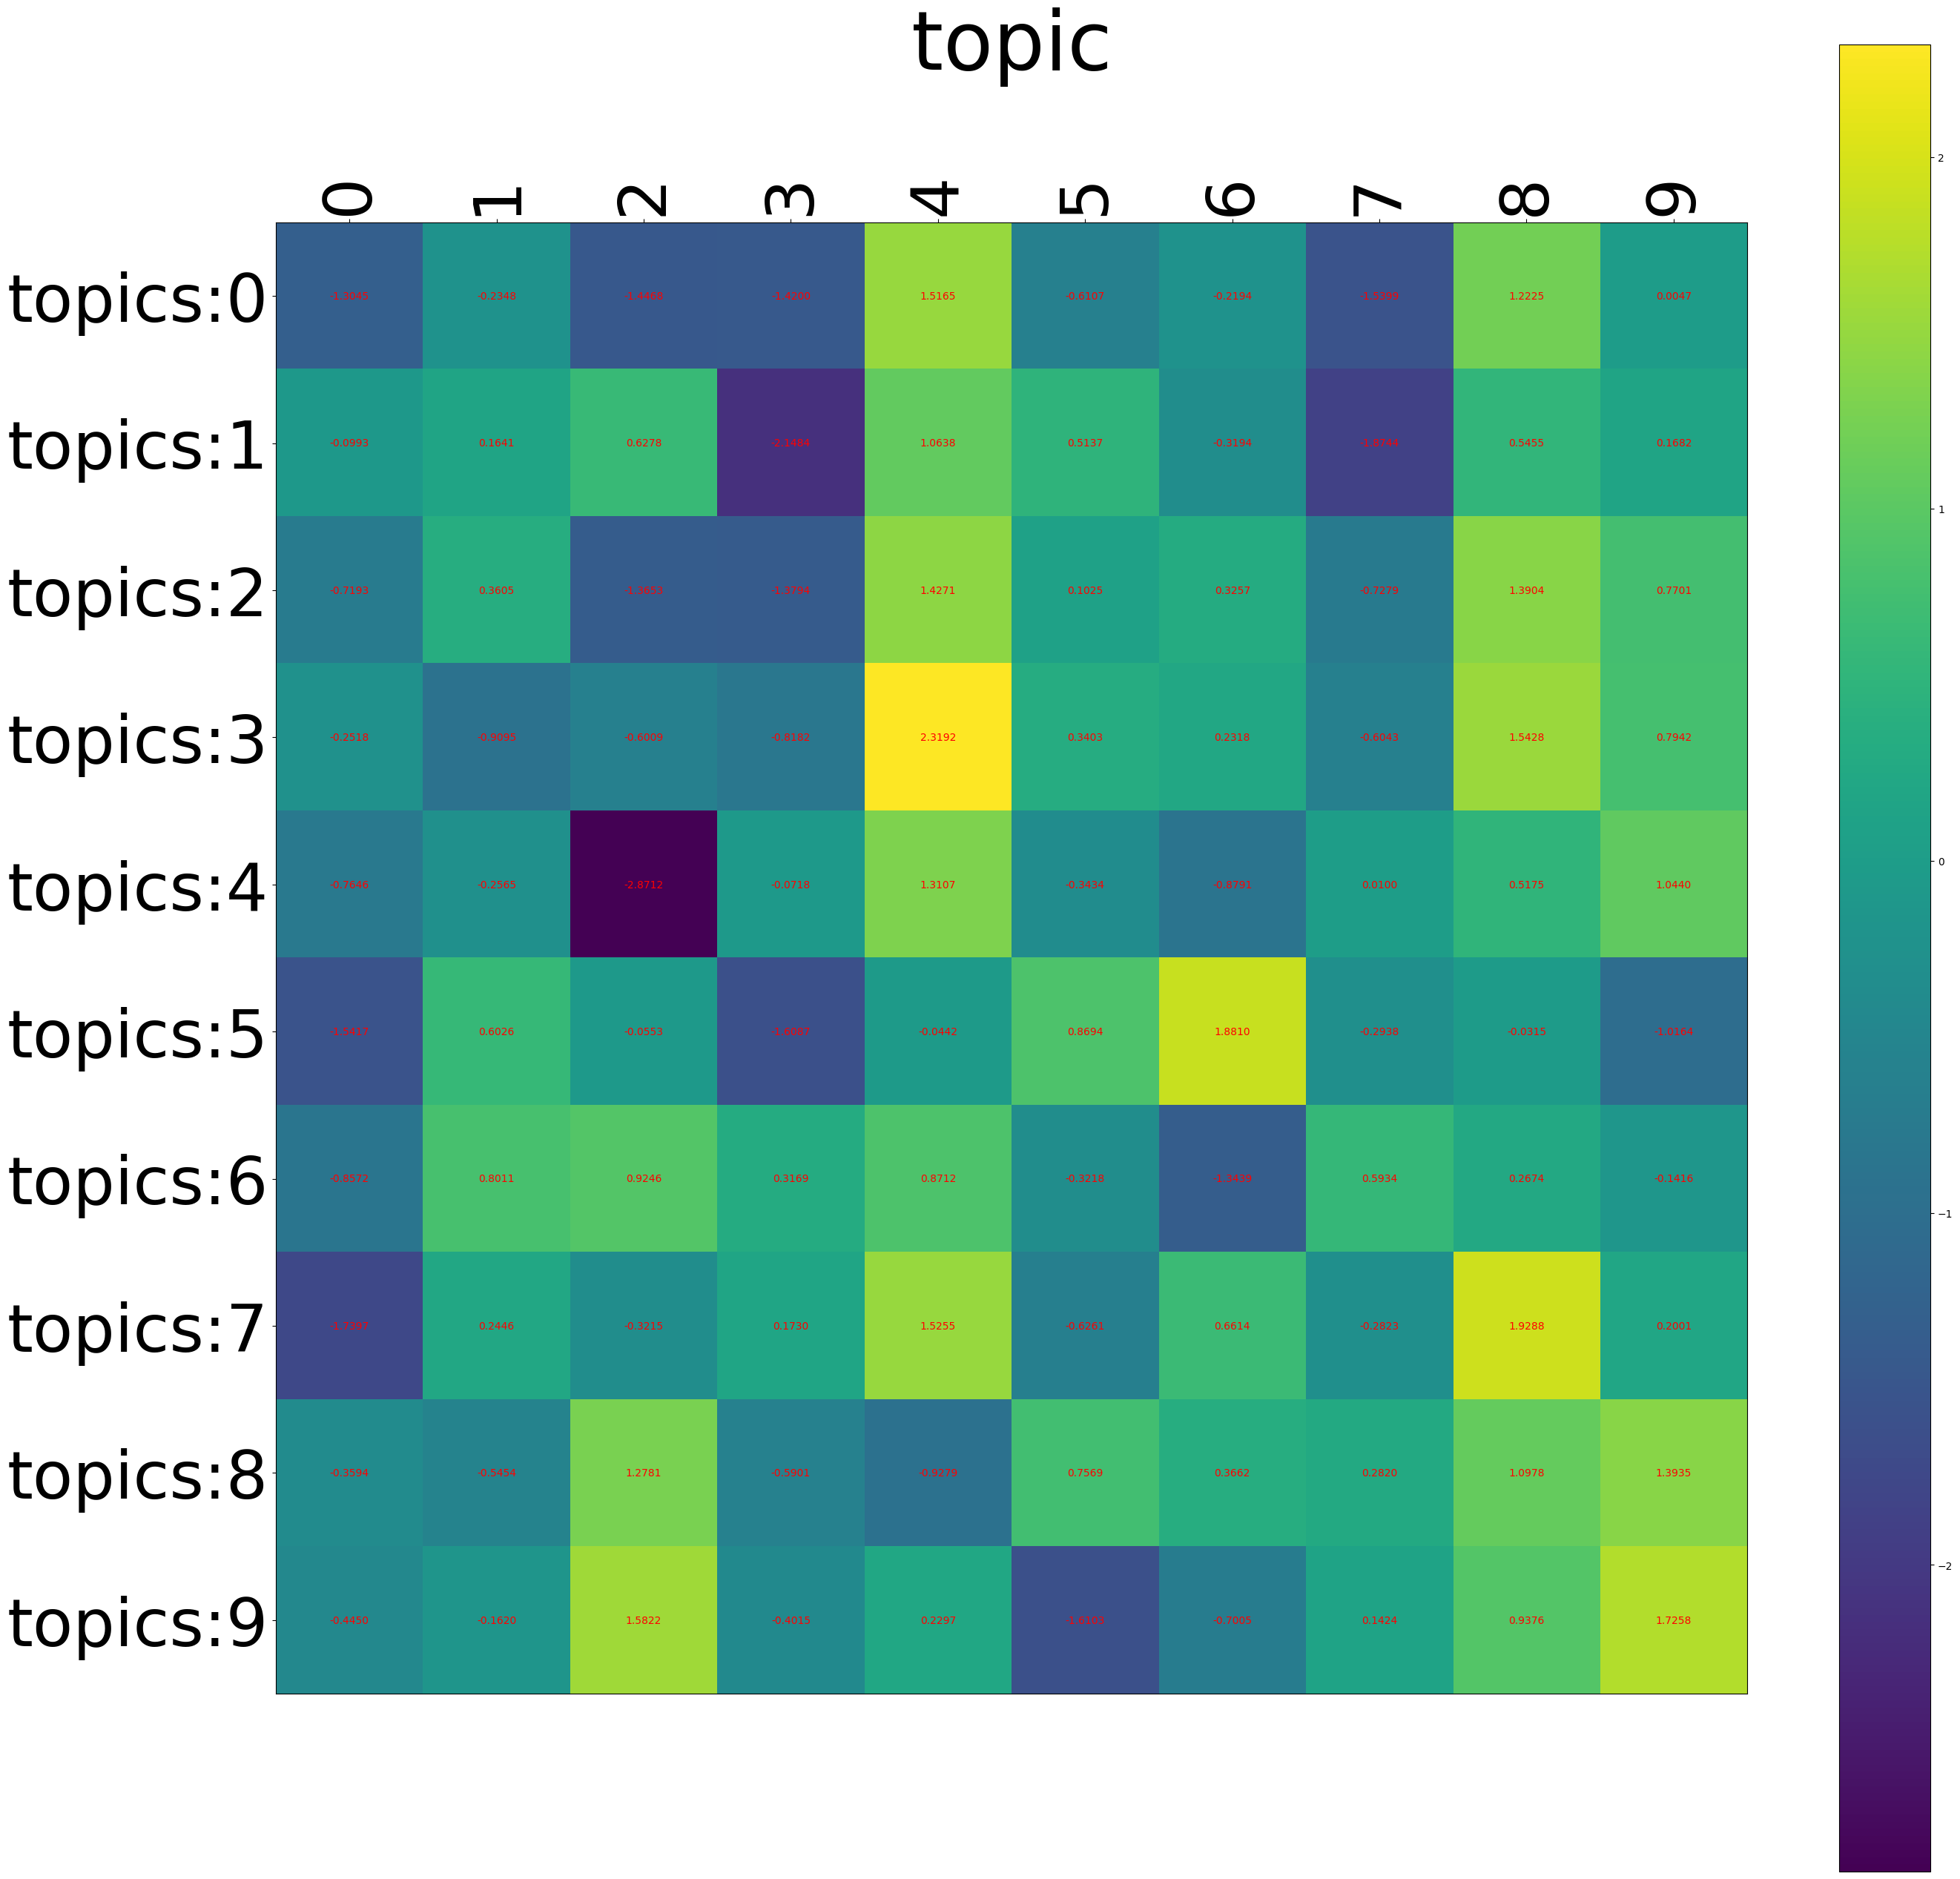 topic
0 1 2 3 4 5 6 7 8 9
topics:0 -0.2348 1.5165 -0.6107 -0.2194 1.2225 0.0047
topics:1 -0.0993 0.1641 0.6278 1.0638 0.5137 -0.3194 0.5455 0.1682
topics:2 -0.7193 0.3605 1.4271 0.1025 0.3257 -0.7279 1.3904 0.7701
topics:3 -0.2518 -0.9095 -0.6009 -0.8182 2.3192 0.3403 0.2318 -0.6043 1.5428 0.7942
topics:4 -0.7646 -0.2565 -2.8712 -0.0718 1.3107 -0.3434 -0.8791 0.0100 0.5175 1.0440
topics:5 0.6026 -0.0553 -0.0442 0.8694 1.8810 -0.2938 -0.0315 -1.0164
topics:6 -0.8572 0.8011 0.9246 0.3169 0.8712 -0.3218 0.5934 0.2674 -0.1416
topics:7 0.2446 -0.3215 0.1730 1.5255 -0.6261 0.6614 -0.2823 1.9288 0.2001
topics:8 -0.3594 -0.5454 1.2781 -0.5901 -0.9279 0.7569 0.3662 0.2820 1.0978 1.3935
topics:9 -0.4450 -0.1620 1.5822 -0.4015 0.2297 -0.7005 0.1424 0.9376 1.7258
2
1
0
−1
−2